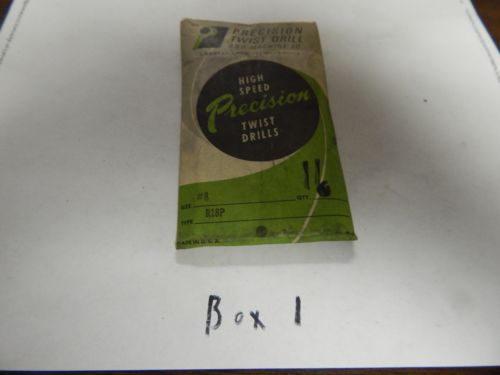 PRECISION
TWIST DRILL
AND MACHINE CO.
HIGH
SPEED
Precision
TWIST
DRILLS
SIZE #8 QTY. 11
TYPE R18P
MADE IN U.S.A.
Box 1